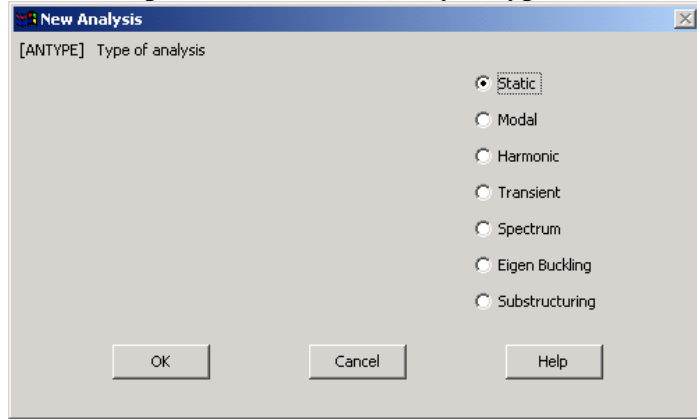 New Analysis
[ANTYPE] Type of analysis
Static
Modal
Harmonic
Transient
Spectrum
Eigen Buckling
Substructuring
OK Cancel Help